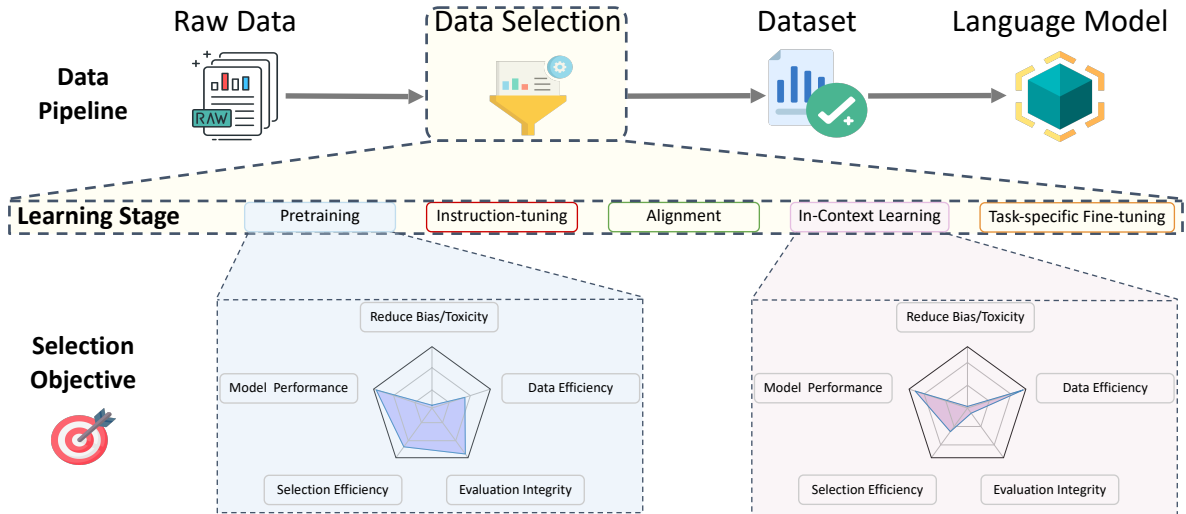 Raw Data
Data Selection
Dataset
Language Model
Data
Pipeline
RAW
Learning Stage
Pretraining
Instruction-tuning
Alignment
In-Context Learning
Task-specific Fine-tuning
Selection
Objective
Reduce Bias/Toxicity
Model Performance
Data Efficiency
Selection Efficiency
Evaluation Integrity
Reduce Bias/Toxicity
Model Performance
Data Efficiency
Selection Efficiency
Evaluation Integrity